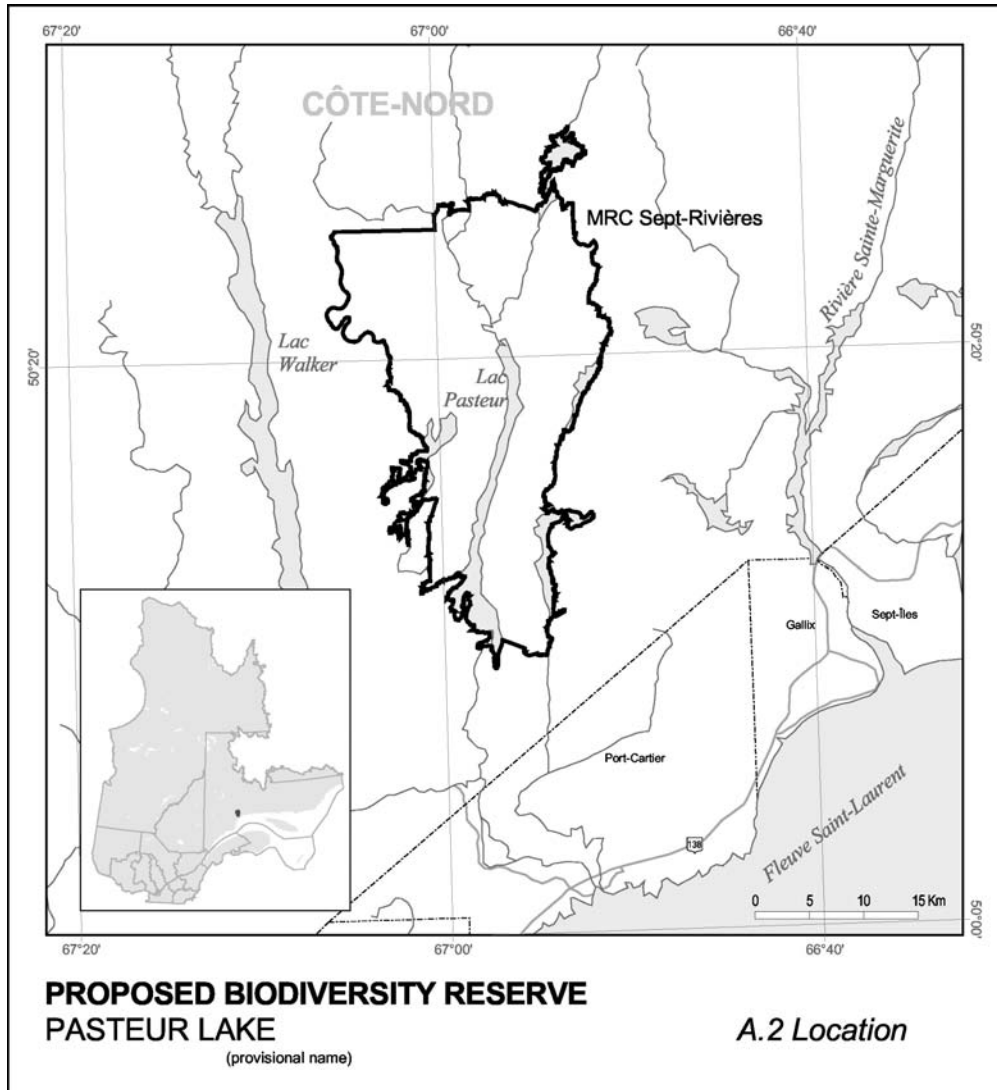 67°20'
67°00'
66°40'
CÔTE-NORD
MRC Sept-Rivières
Rivière Sainte-Marguerite
50°20'
50°20'
Lac
Walker
Lac
Pasteur
Gallix
Sept-Îles
Port-Cartier
138
Fleuve Saint-Laurent
0 5 10 15 Km
50°00'
67°20'
67°00'
66°40'
PROPOSED BIODIVERSITY RESERVE
PASTEUR LAKE
(provisional name)
A.2 Location